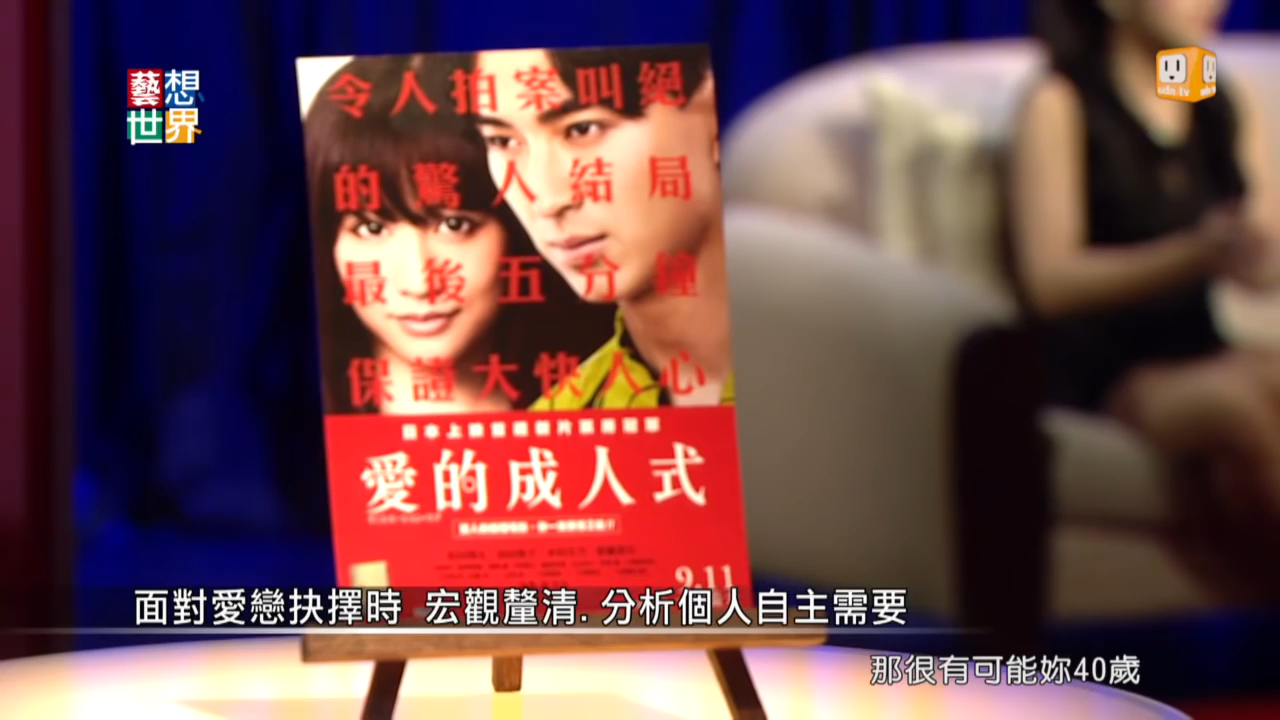 藝想
世界
udn tv
令人拍案叫絕
的驚人結局
最後五分鐘
保證大快人心
愛的成人式
9.11
面對愛戀抉擇時 宏觀釐清.分析個人自主需要
那很有可能妳40歲